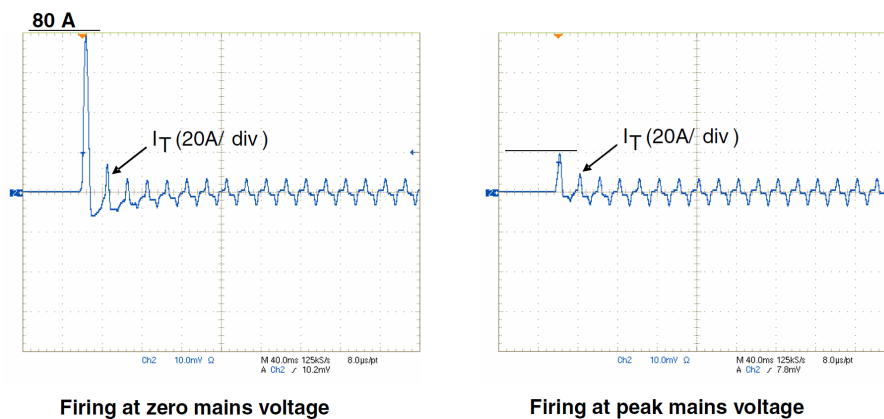 80 A
IT (20A/ div)
Ch2 10.0mV Ω M 40.0ms 125kS/s 8.0µs/pt
A Ch2 ∕ 10.2mV
Firing at zero mains voltage
IT (20A/ div)
Ch2 10.0mV Ω M 40.0ms 125kS/s 8.0µs
A Ch2 ∕ 7.8mV
Firing at peak mains voltage